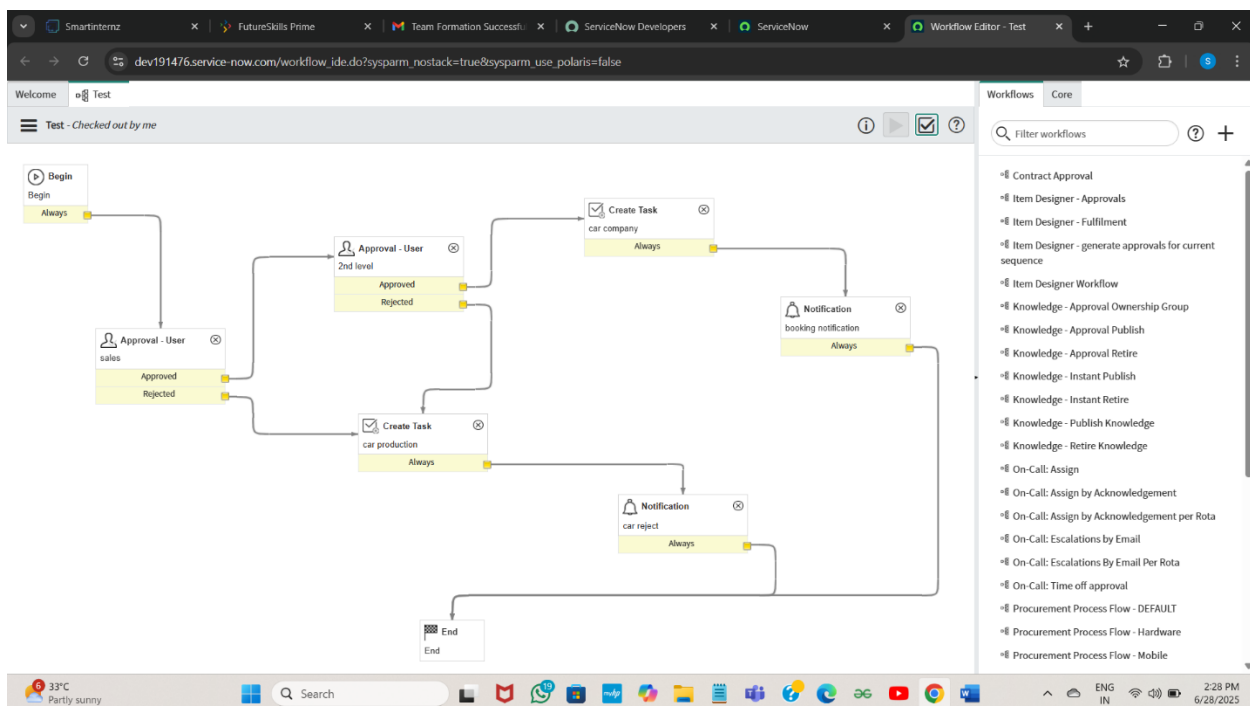 Smartinternz
FutureSkills Prime
Team Formation Successfu
ServiceNow Developers
ServiceNow
Workflow Editor - Test
dev191476.service-now.com/workflow_ide.do?sysparm_nostack=true&sysparm_use_polaris=false
S
Welcome
Test
Workflows
Core
Test - Checked out by me
Filter workflows
Begin
Begin
Always
Create Task
car company
Always
Approval - User
2nd level
Approved
Rejected
Notification
booking notification
Always
Approval - User
sales
Approved
Rejected
Create Task
car production
Always
Notification
car reject
Always
End
End
Contract Approval
Item Designer - Approvals
Item Designer - Fulfilment
Item Designer - generate approvals for current
sequence
Item Designer Workflow
Knowledge - Approval Ownership Group
Knowledge - Approval Publish
Knowledge - Approval Retire
Knowledge - Instant Publish
Knowledge - Instant Retire
Knowledge - Publish Knowledge
Knowledge - Retire Knowledge
On-Call: Assign
On-Call: Assign by Acknowledgement
On-Call: Assign by Acknowledgement per Rota
On-Call: Escalations by Email
On-Call: Escalations By Email Per Rota
On-Call: Time off approval
Procurement Process Flow - DEFAULT
Procurement Process Flow - Hardware
Procurement Process Flow - Mobile
6
33°C
Partly sunny
Search
19
ENG
IN
2:28 PM
6/28/2025